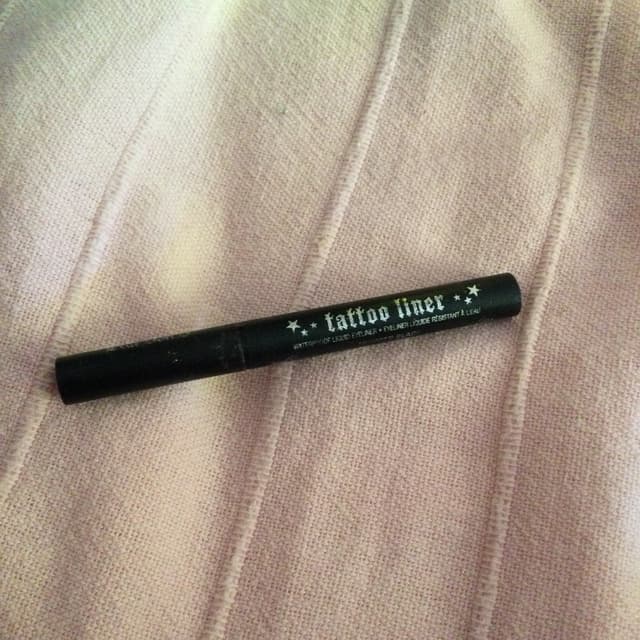 tattoo liner
WATERPROOF LIQUID EYELINER • EYELINER LIQUIDE RÉSISTANT À L'EAU